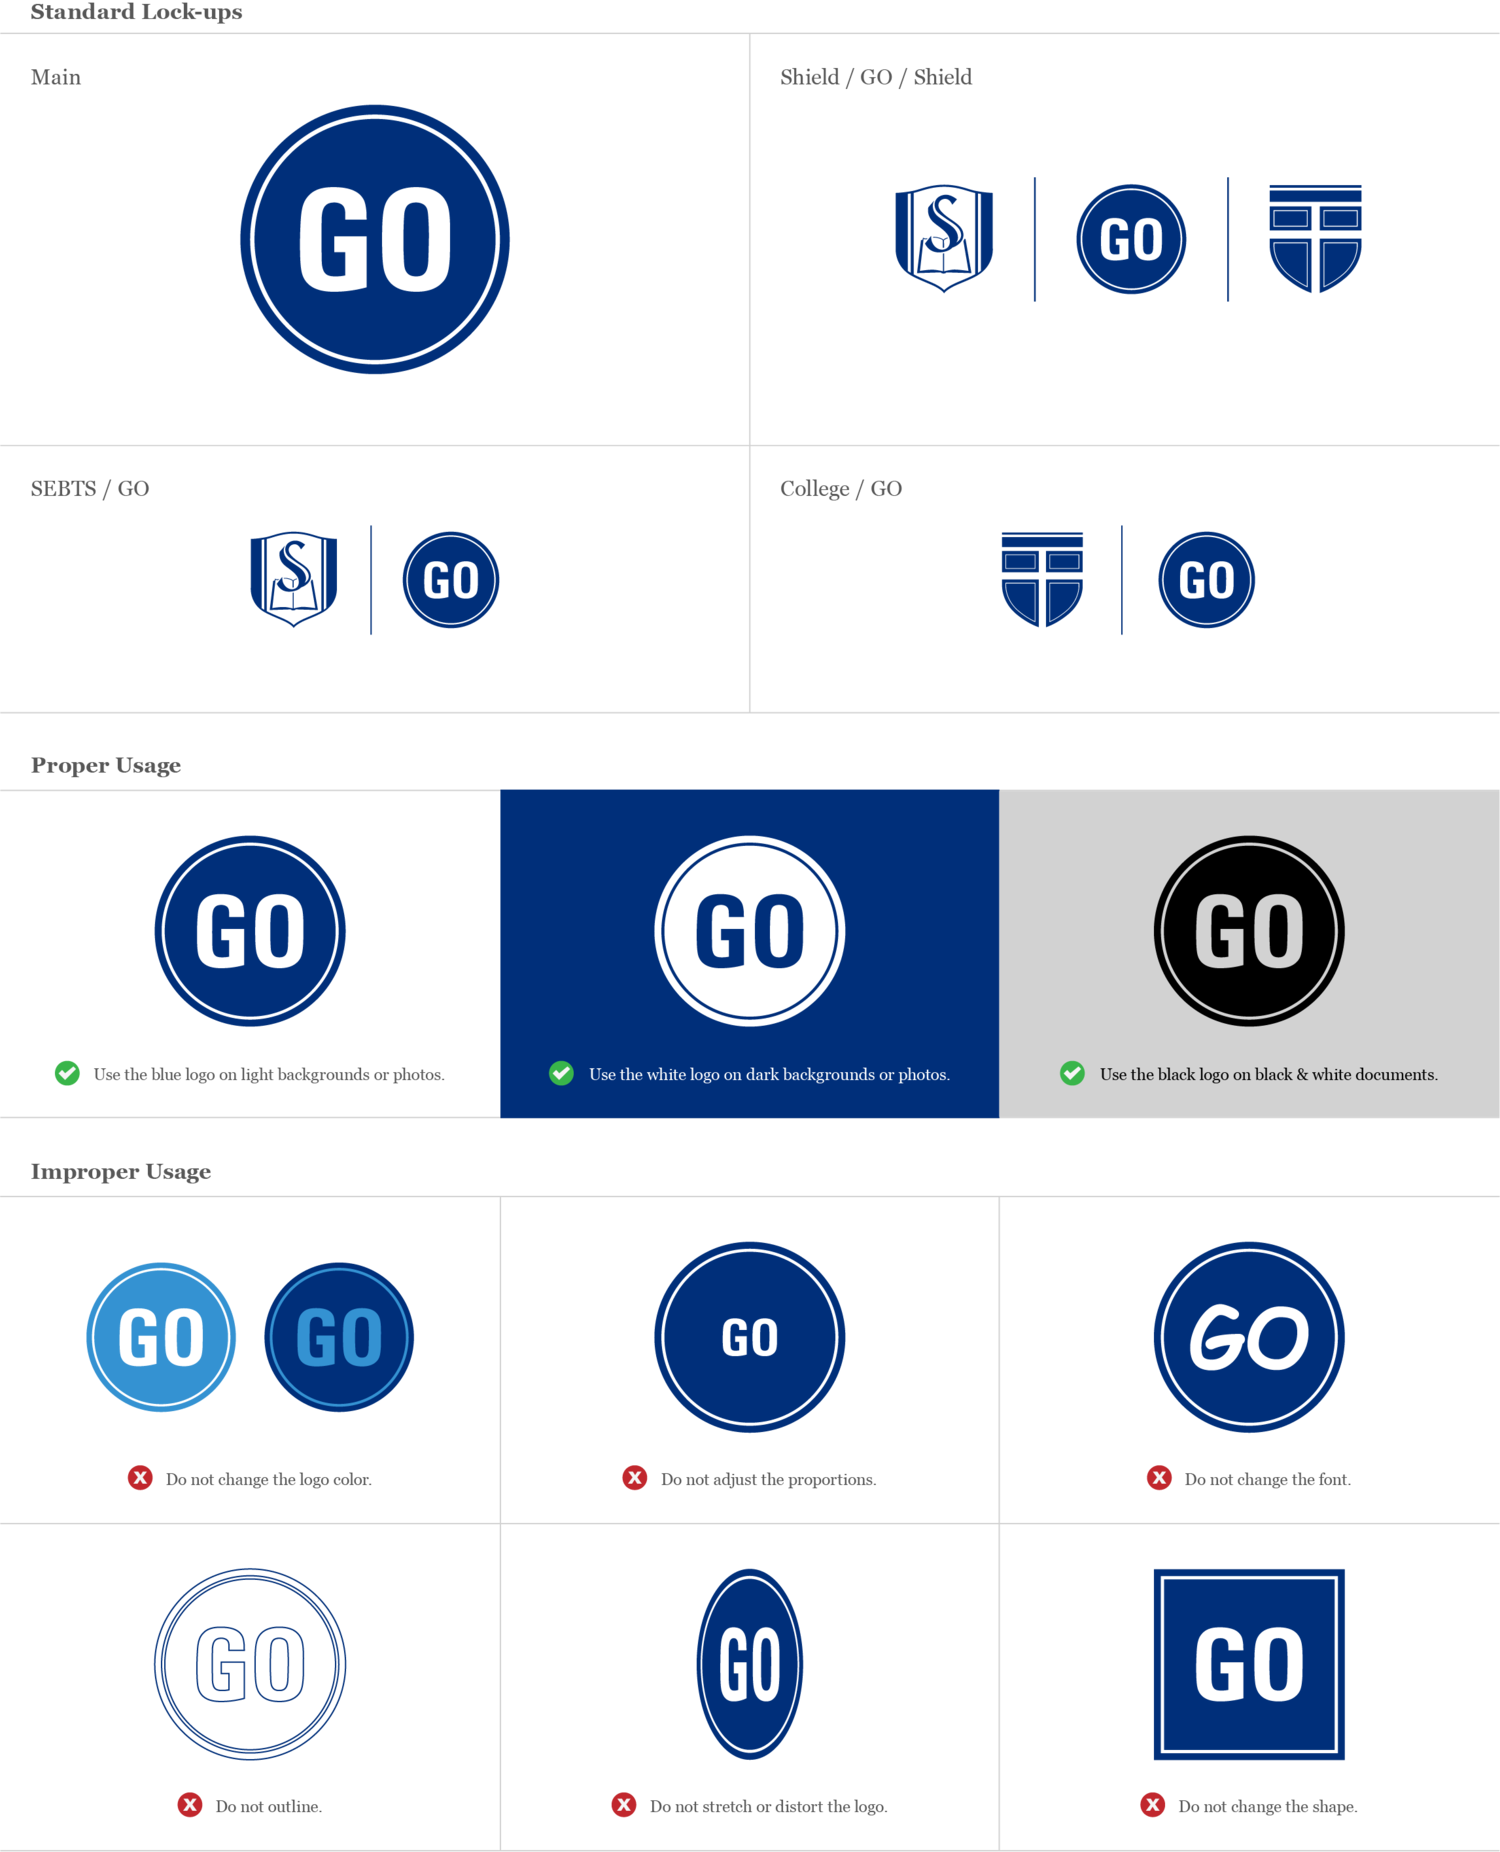 Standard Lock-ups
Main
GO
Shield / GO / Shield
S
GO
SEBTS / GO
S
GO
College / GO
GO
Proper Usage
GO
Use the blue logo on light backgrounds or photos.
GO
Use the white logo on dark backgrounds or photos.
GO
Use the black logo on black & white documents.
Improper Usage
GO
GO
Do not change the logo color.
GO
Do not adjust the proportions.
GO
Do not change the font.
GO
Do not outline.
GO
Do not stretch or distort the logo.
GO
Do not change the shape.